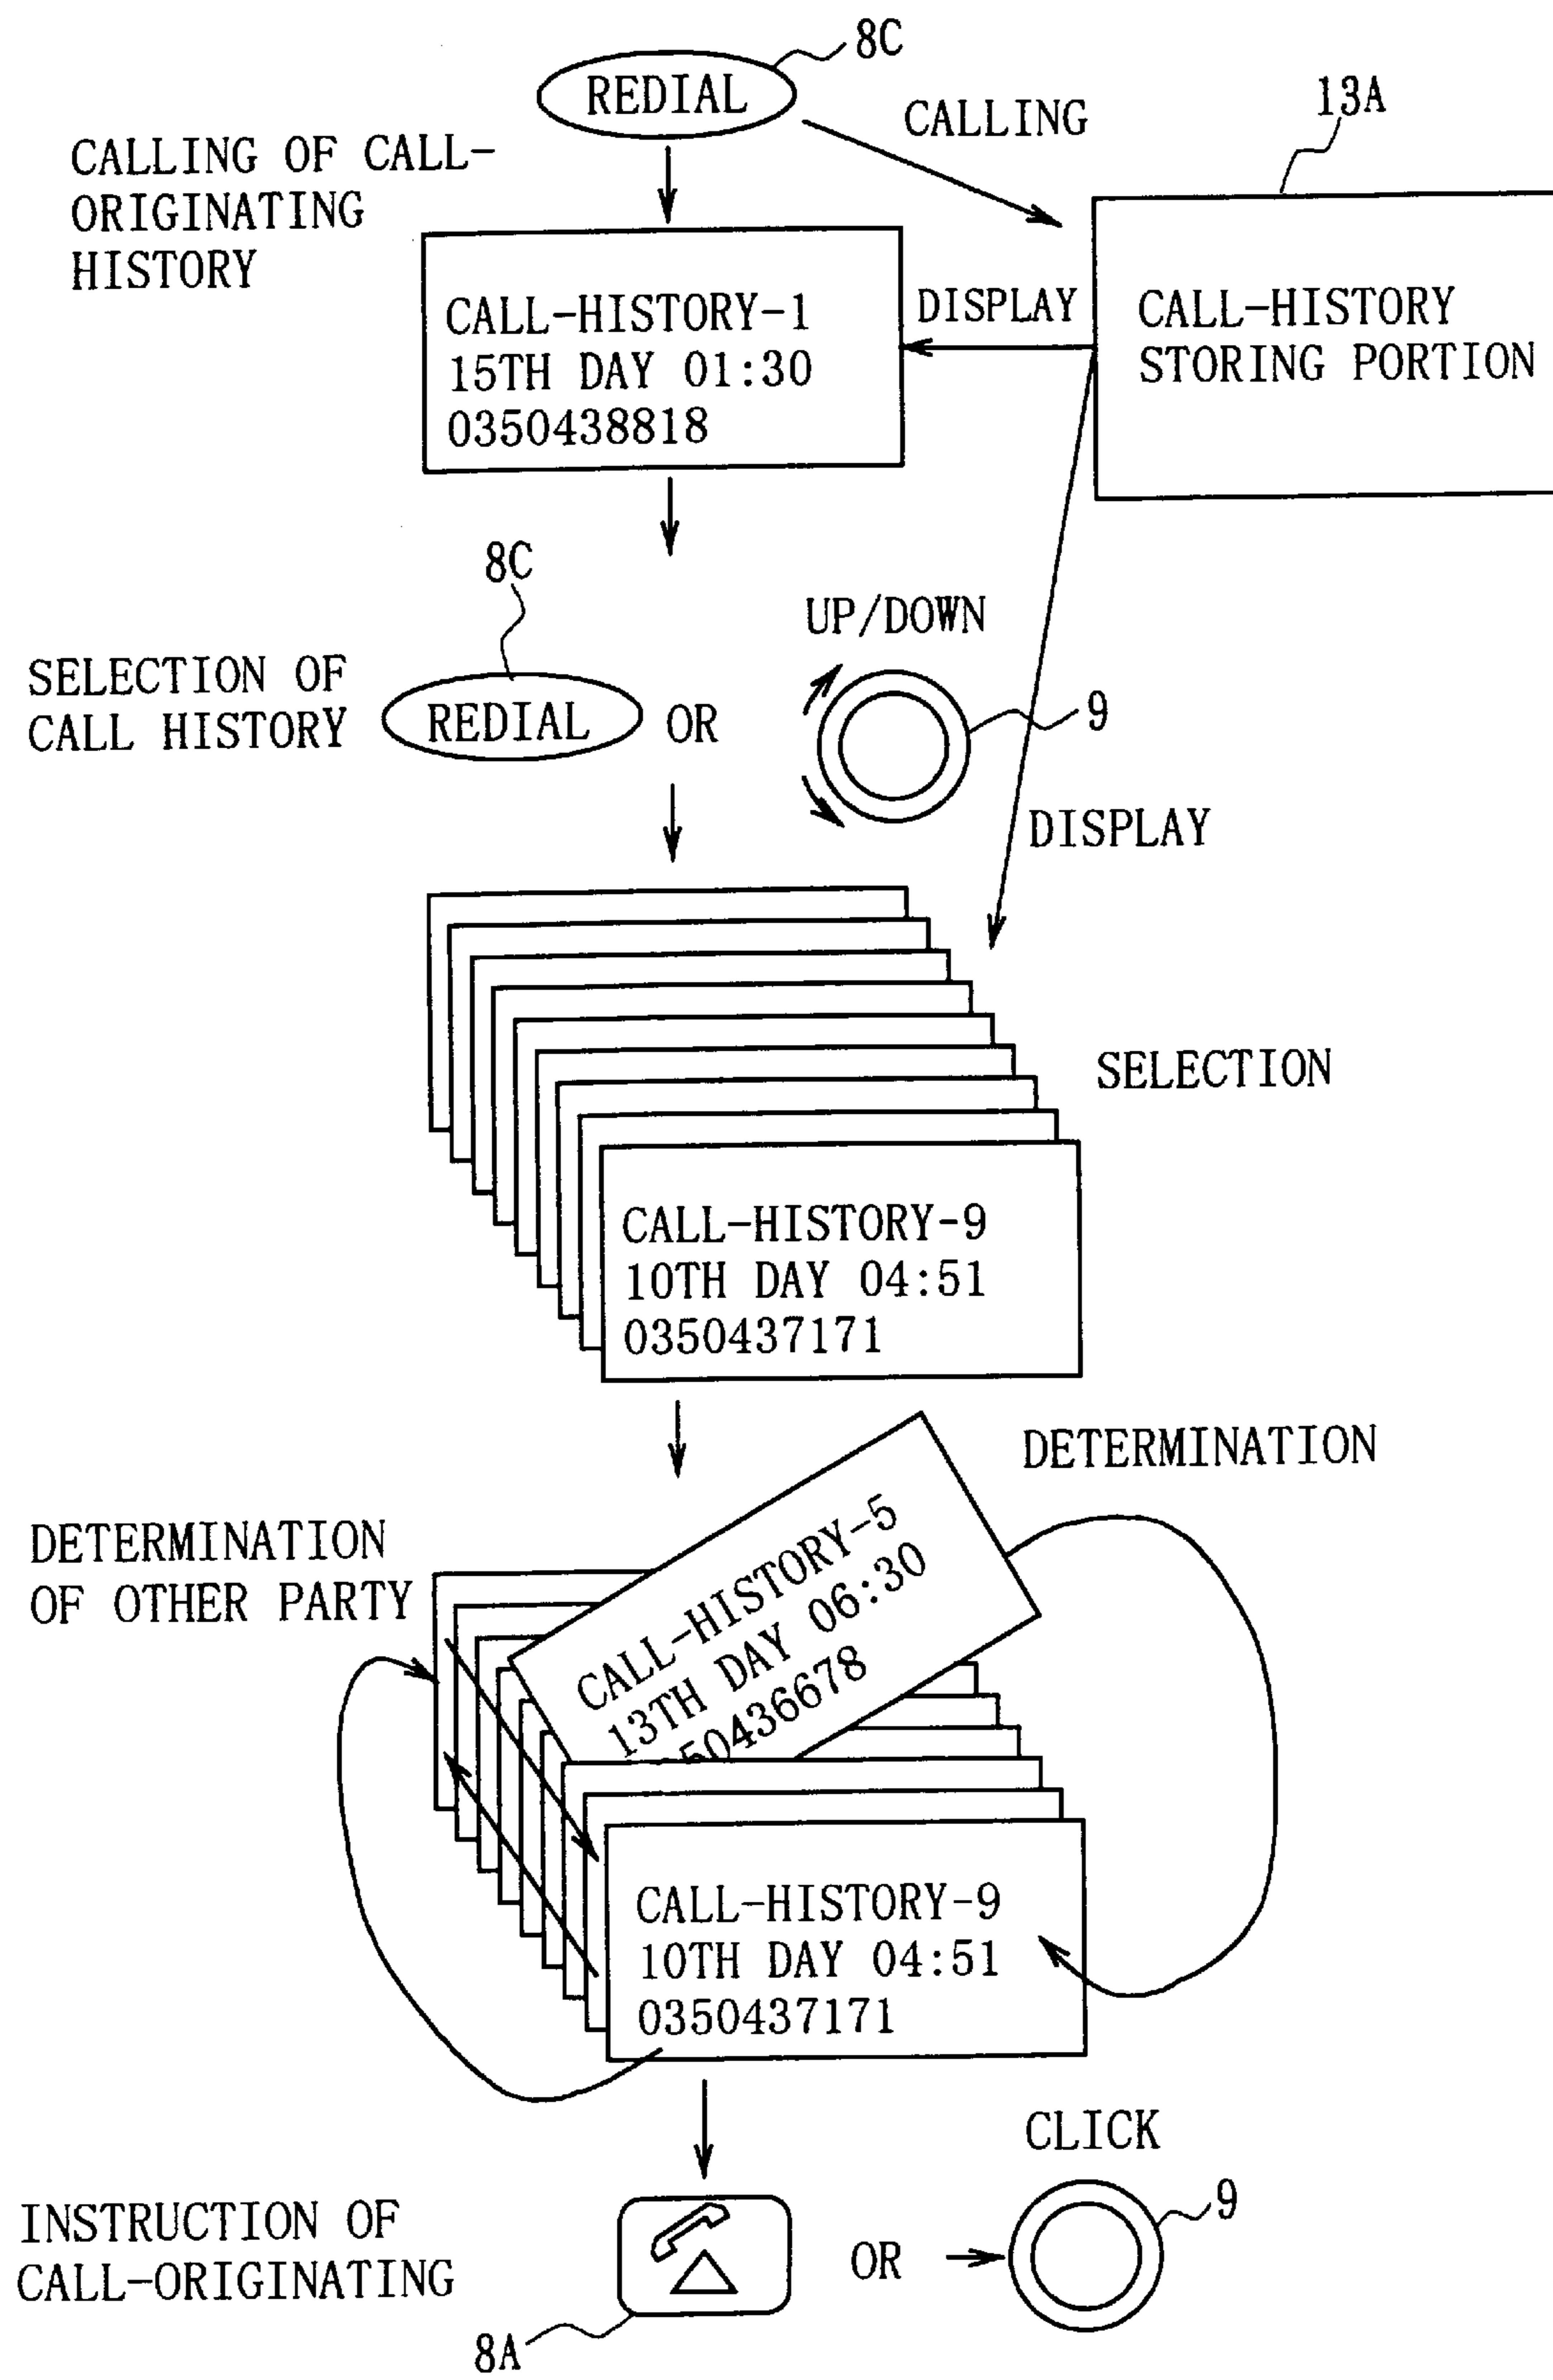 8C
REDIAL
CALLING
13A
CALLING OF CALL-
ORIGINATING
HISTORY
CALL-HISTORY-1
15TH DAY 01:30
0350438818
DISPLAY
CALL-HISTORY
STORING PORTION
8C
UP/DOWN
SELECTION OF
CALL HISTORY
REDIAL
OR
9
DISPLAY
SELECTION
CALL-HISTORY-9
10TH DAY 04:51
0350437171
DETERMINATION
DETERMINATION
OF OTHER PARTY
CALL-HISTORY-5
13TH DAY 06:30
50436678
CALL-HISTORY-9
10TH DAY 04:51
0350437171
CLICK
INSTRUCTION OF
CALL-ORIGINATING
OR
9
8A